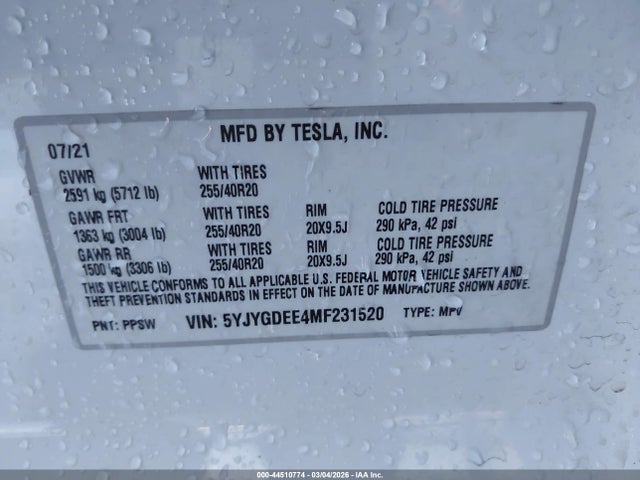 MFD BY TESLA, INC.
07/21
GVWR WITH TIRES
2591 kg (5712 lb) 255/40R20
GAWR FRT WITH TIRES RIM COLD TIRE PRESSURE
1363 kg (3004 lb) 255/40R20 20X9.5J 290 kPa, 42 psi
GAWR RR WITH TIRES RIM COLD TIRE PRESSURE
1500 kg (3306 lb) 255/40R20 20X9.5J 290 kPa, 42 psi
THIS VEHICLE CONFORMS TO ALL APPLICABLE U.S. FEDERAL MOTOR VEHICLE SAFETY AND
THEFT PREVENTION STANDARDS IN EFFECT ON THE DATE OF MANUFACTURE SHOWN ABOVE.
PNT: PPSW VIN: 5YJYGDEE4MF231520 TYPE: MPV
000-44510774 - 03/04/2026 - IAA Inc.